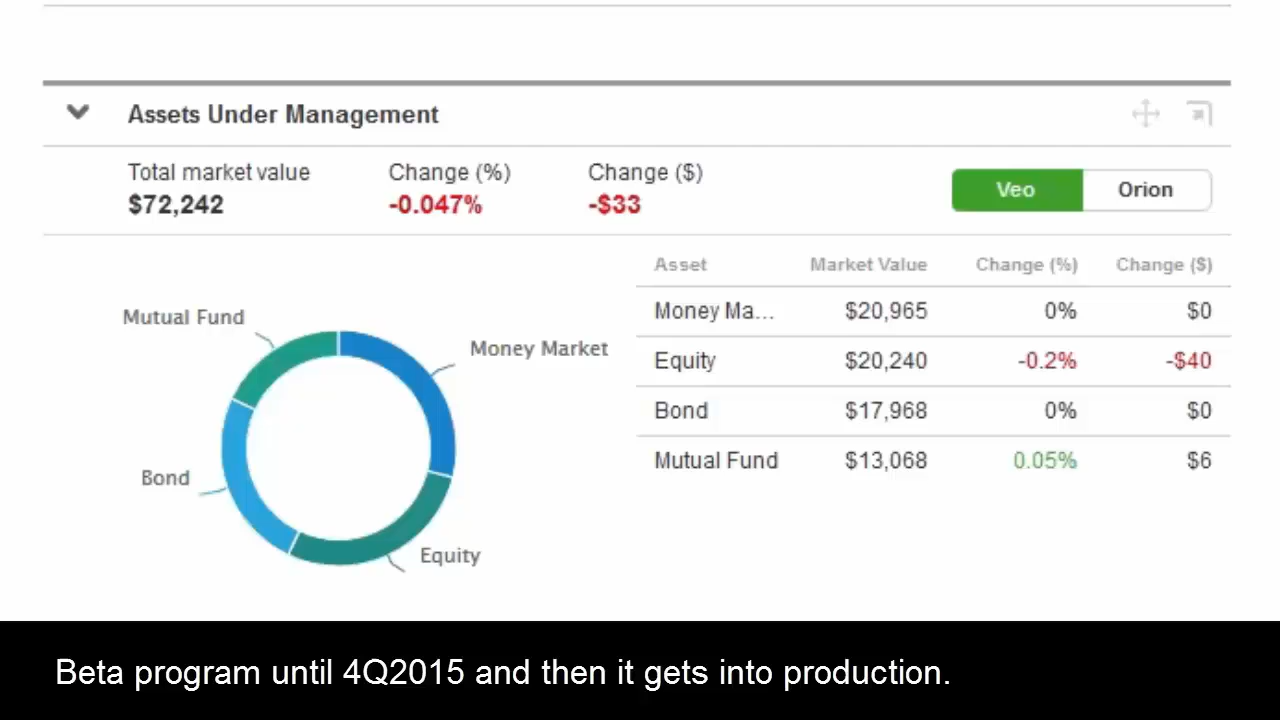 Assets Under Management
Total market value Change (%) Change ($)
$72,242 -0.047% -$33
Veo Orion
Asset Market Value Change (%) Change ($)
Money Ma... $20,965 0% $0
Equity $20,240 -0.2% -$40
Bond $17,968 0% $0
Mutual Fund $13,068 0.05% $6
Mutual Fund
Money Market
Bond
Equity
Beta program until 4Q2015 and then it gets into production.